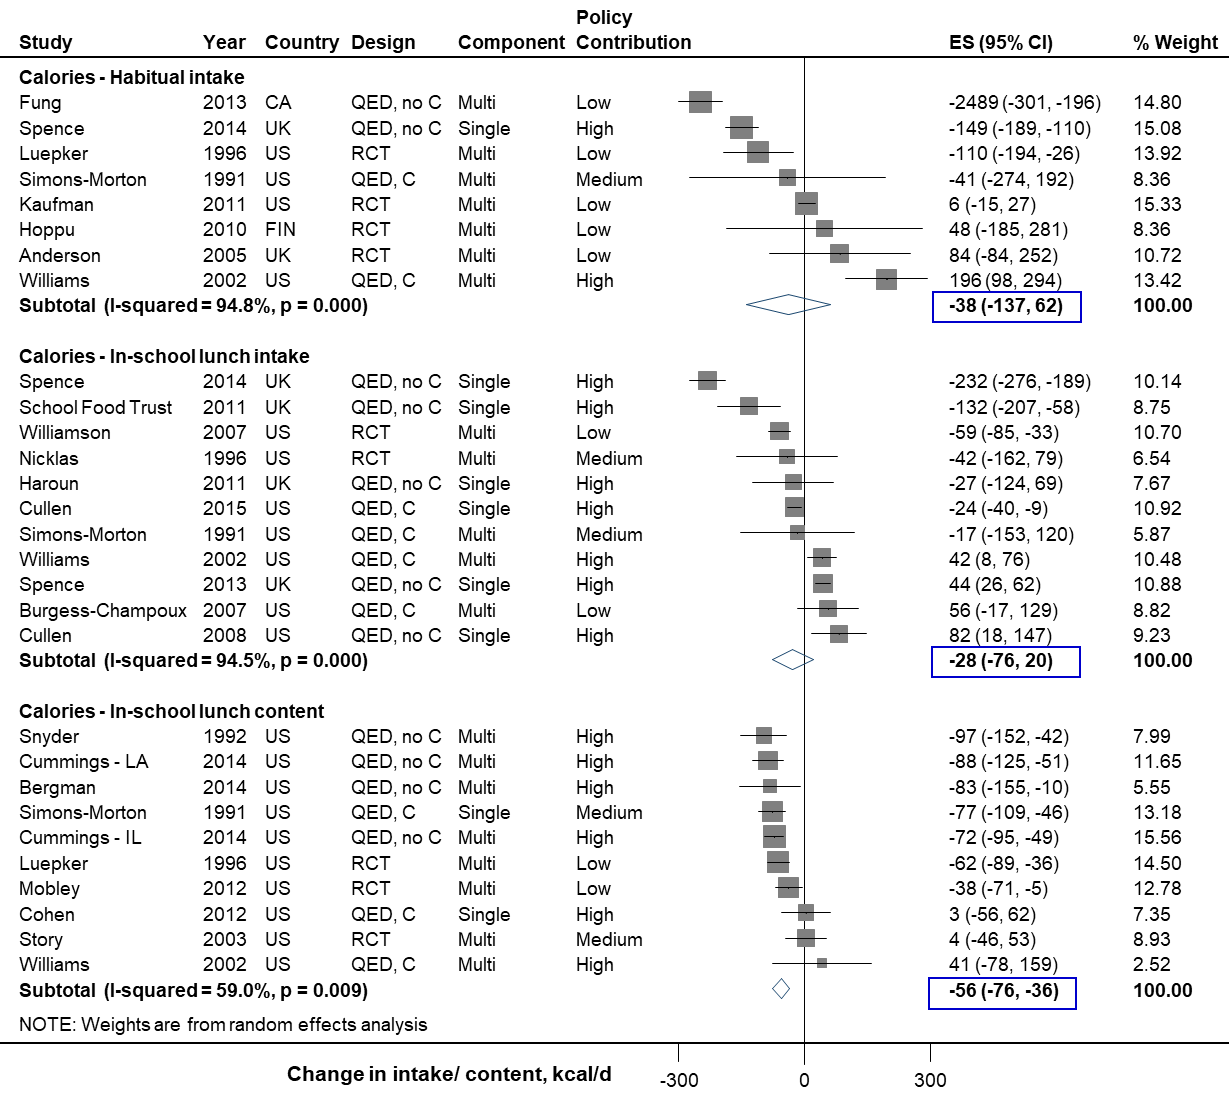 Policy
Study Year Country Design Component Contribution ES (95% CI) % Weight
Calories - Habitual intake
Fung 2013 CA QED, no C Multi Low -2489 (-301, -196) 14.80
Spence 2014 UK QED, no C Single High -149 (-189, -110) 15.08
Luepker 1996 US RCT Multi Low -110 (-194, -26) 13.92
Simons-Morton 1991 US QED, C Multi Medium -41 (-274, 192) 8.36
Kaufman 2011 US RCT Multi Low 6 (-15, 27) 15.33
Hoppu 2010 FIN RCT Multi Low 48 (-185, 281) 8.36
Anderson 2005 UK RCT Multi Low 84 (-84, 252) 10.72
Williams 2002 US QED, C Multi High 196 (98, 294) 13.42
Subtotal (I-squared = 94.8%, p = 0.000) -38 (-137, 62) 100.00
Calories - In-school lunch intake
Spence 2014 UK QED, no C Single High -232 (-276, -189) 10.14
School Food Trust 2011 UK QED, no C Single High -132 (-207, -58) 8.75
Williamson 2007 US RCT Multi Low -59 (-85, -33) 10.70
Nicklas 1996 US RCT Multi Medium -42 (-162, 79) 6.54
Haroun 2011 UK QED, no C Single High -27 (-124, 69) 7.67
Cullen 2015 US QED, C Single High -24 (-40, -9) 10.92
Simons-Morton 1991 US QED, C Multi Medium -17 (-153, 120) 5.87
Williams 2002 US QED, C Multi High 42 (8, 76) 10.48
Spence 2013 UK QED, no C Single High 44 (26, 62) 10.88
Burgess-Champoux 2007 US QED, C Multi Low 56 (-17, 129) 8.82
Cullen 2008 US QED, no C Single High 82 (18, 147) 9.23
Subtotal (I-squared = 94.5%, p = 0.000) -28 (-76, 20) 100.00
Calories - In-school lunch content
Snyder 1992 US QED, no C Multi High -97 (-152, -42) 7.99
Cummings - LA 2014 US QED, no C Multi High -88 (-125, -51) 11.65
Bergman 2014 US QED, no C Multi High -83 (-155, -10) 5.55
Simons-Morton 1991 US QED, C Single Medium -77 (-109, -46) 13.18
Cummings - IL 2014 US QED, no C Multi High -72 (-95, -49) 15.56
Luepker 1996 US RCT Multi Low -62 (-89, -36) 14.50
Mobley 2012 US RCT Multi Low -38 (-71, -5) 12.78
Cohen 2012 US QED, C Single High 3 (-56, 62) 7.35
Story 2003 US RCT Multi Medium 4 (-46, 53) 8.93
Williams 2002 US QED, C Multi High 41 (-78, 159) 2.52
Subtotal (I-squared = 59.0%, p = 0.009) -56 (-76, -36) 100.00
NOTE: Weights are from random effects analysis
Change in intake/ content, kcal/d -300 0 300